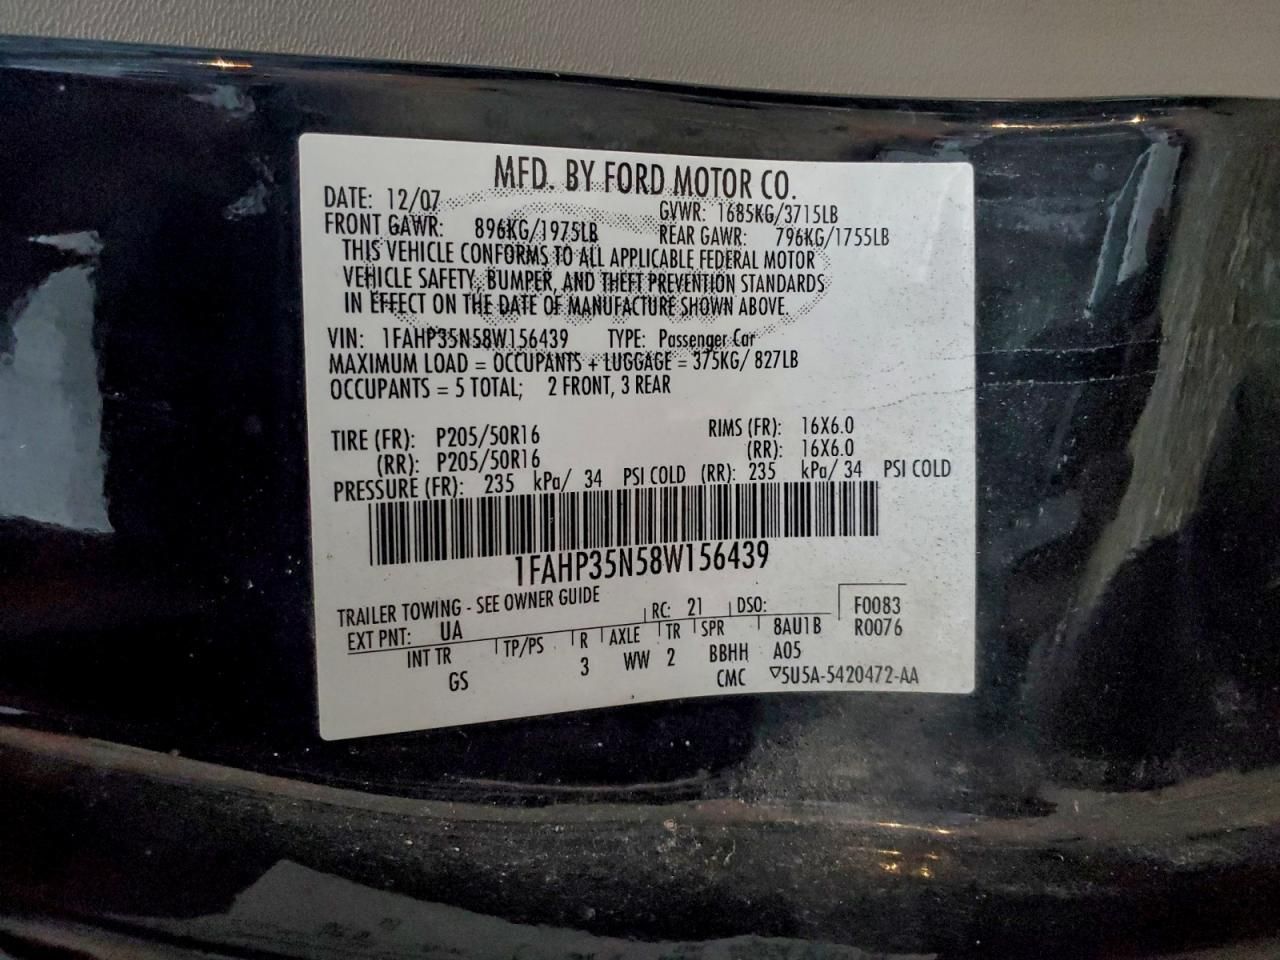 MFD. BY FORD MOTOR CO.
DATE: 12/07 GVWR: 1685KG/3715LB
FRONT GAWR: 896KG/1975LB REAR GAWR: 796KG/1755LB
THIS VEHICLE CONFORMS TO ALL APPLICABLE FEDERAL MOTOR
VEHICLE SAFETY, BUMPER, AND THEFT PREVENTION STANDARDS
IN EFFECT ON THE DATE OF MANUFACTURE SHOWN ABOVE.
VIN: 1FAHP35N58W156439 TYPE: Passenger Car
MAXIMUM LOAD = OCCUPANTS + LUGGAGE = 375KG/ 827LB
OCCUPANTS = 5 TOTAL; 2 FRONT, 3 REAR
TIRE (FR): P205/50R16 RIMS (FR): 16X6.0
(RR): P205/50R16 (RR): 16X6.0
PRESSURE (FR): 235 kPa/ 34 PSI COLD (RR): 235 kPa/ 34 PSI COLD
1FAHP35N58W156439
TRAILER TOWING - SEE OWNER GUIDE RC: 21 DSO: F0083
EXT PNT: UA R0076
INT TR TP/PS R AXLE TR SPR 8AU1B
GS 3 WW 2 BBHH A05
CMC ▽5U5A-5420472-AA